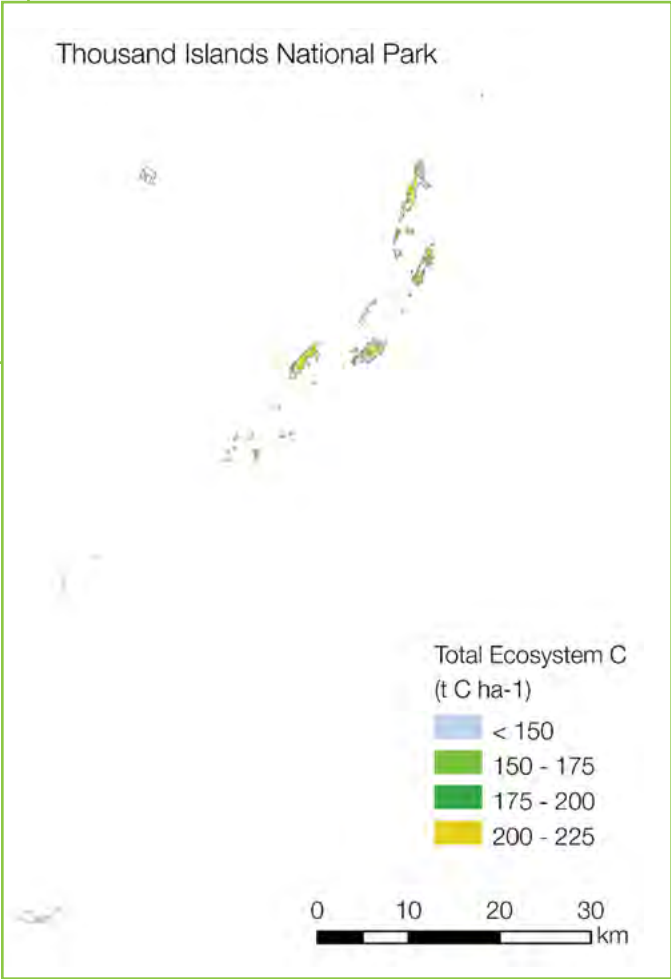 Thousand Islands National Park
Total Ecosystem C
(t C ha-1)
< 150
150 - 175
175 - 200
200 - 225
0 10 20 30
km